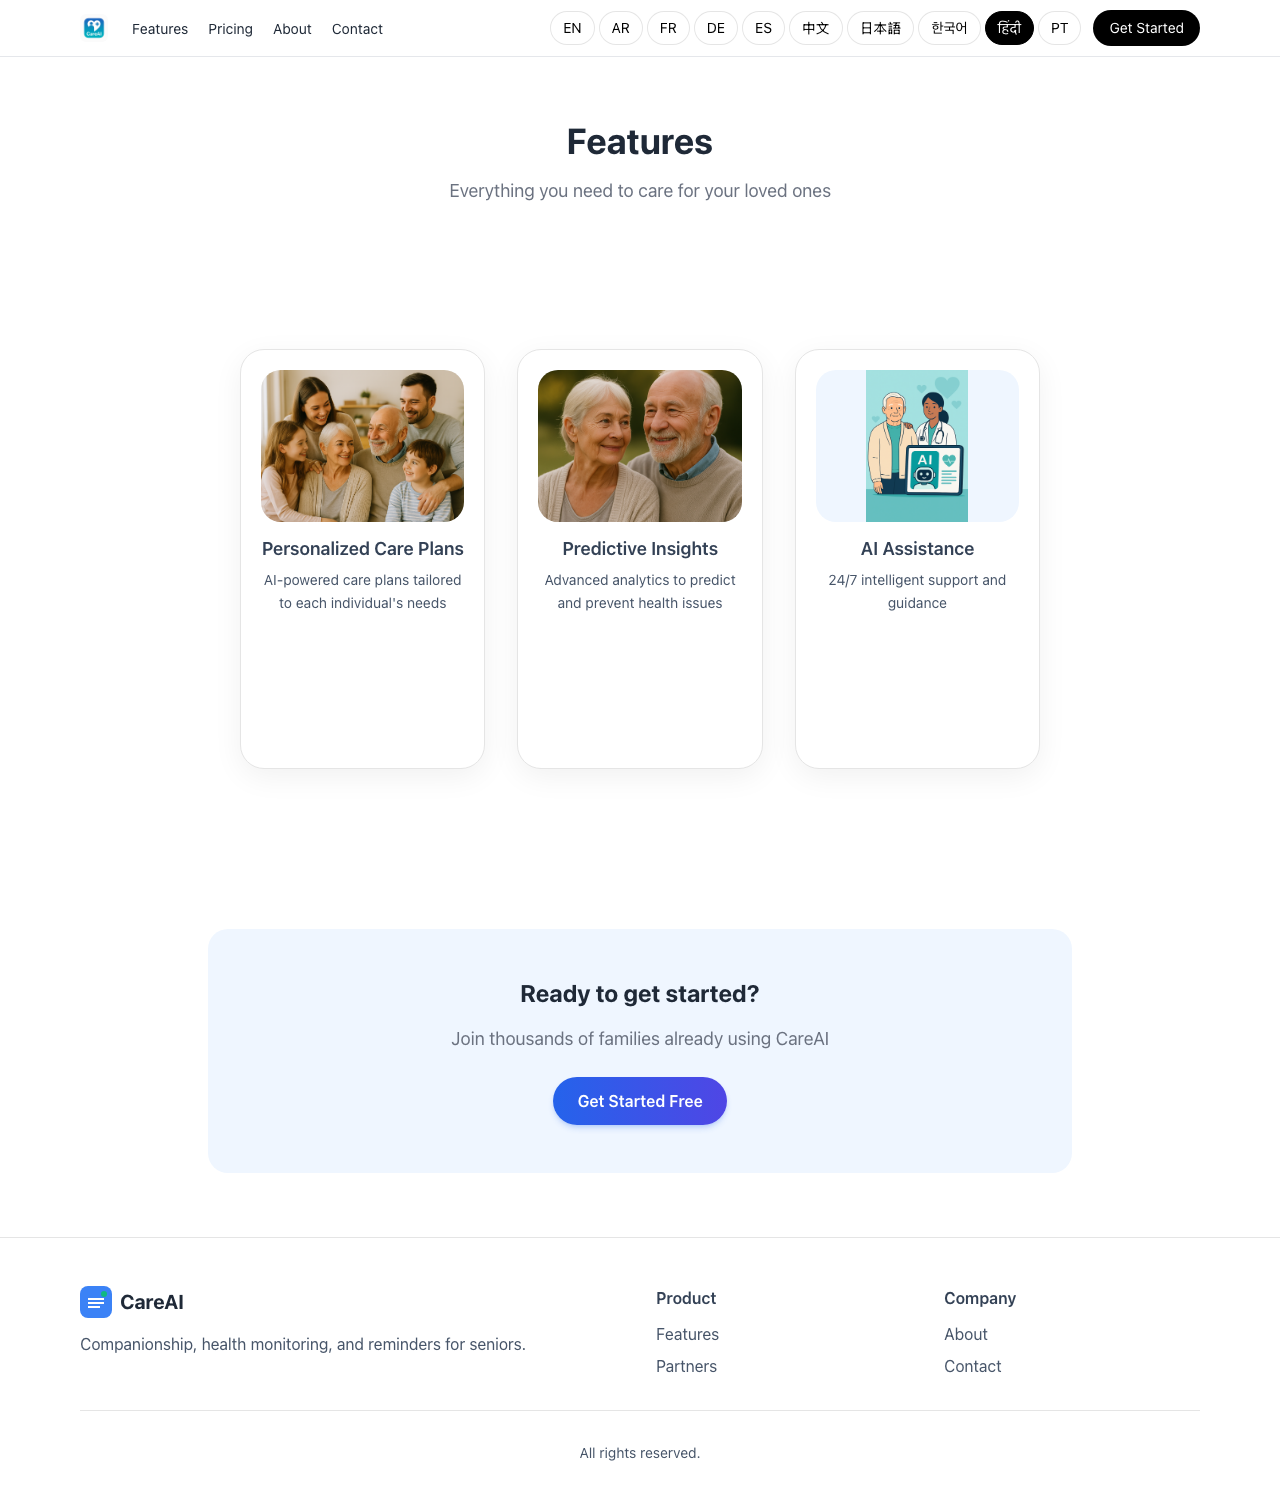 Features
Pricing
About
Contact
EN
AR
FR
DE
ES
中文
日本語
한국어
हिंदी
PT
Get Started
Features
Everything you need to care for your loved ones
AI
Personalized Care Plans
AI-powered care plans tailored
to each individual's needs
Predictive Insights
Advanced analytics to predict
and prevent health issues
AI Assistance
24/7 intelligent support and
guidance
Ready to get started?
Join thousands of families already using CareAI
Get Started Free
CareAI
Companionship, health monitoring, and reminders for seniors.
Product
Features
Partners
Company
About
Contact
All rights reserved.